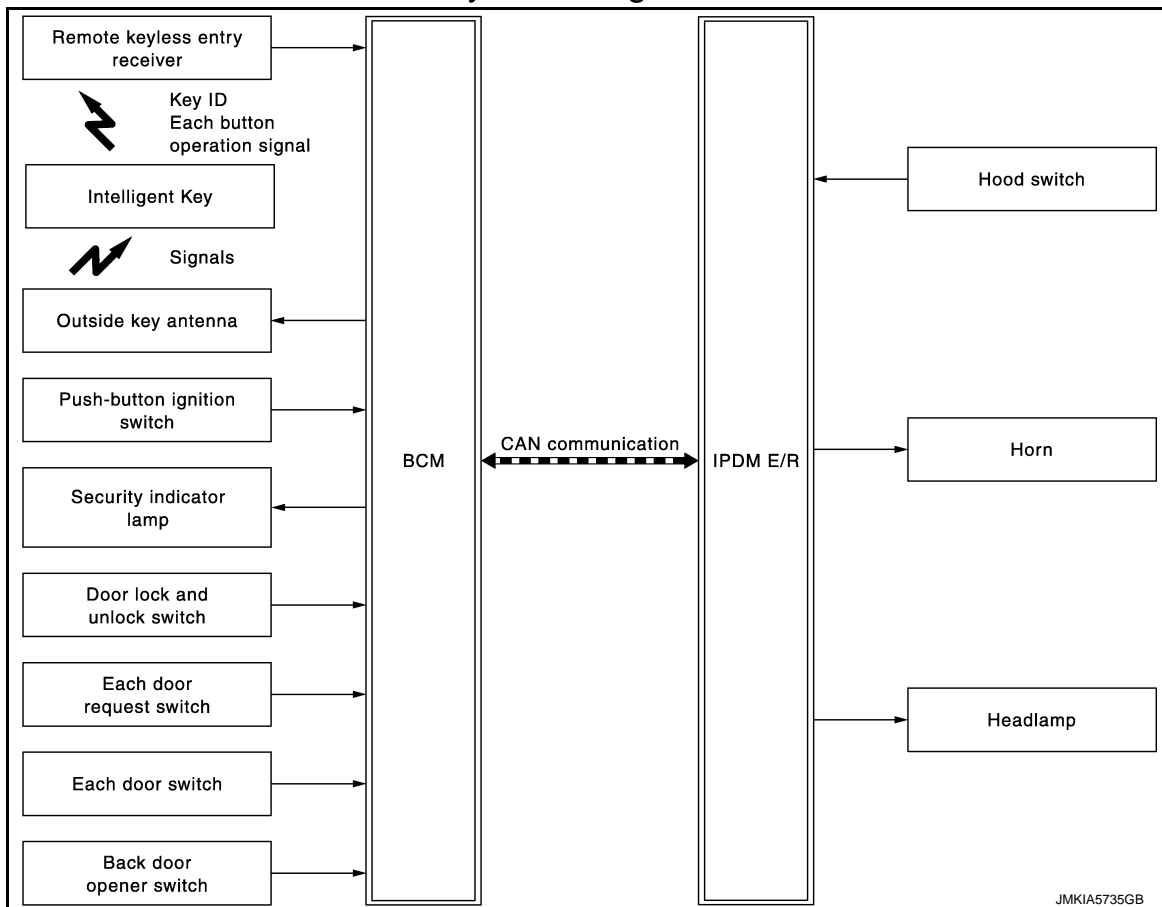 Remote keyless entry
receiver
Key ID
Each button
operation signal
Intelligent Key
Signals
Outside key antenna
Push-button ignition
switch
Security indicator
lamp
Door lock and
unlock switch
Each door
request switch
Each door switch
Back door
opener switch
BCM
CAN communication
IPDM E/R
Hood switch
Horn
Headlamp
JMKIA5735GB